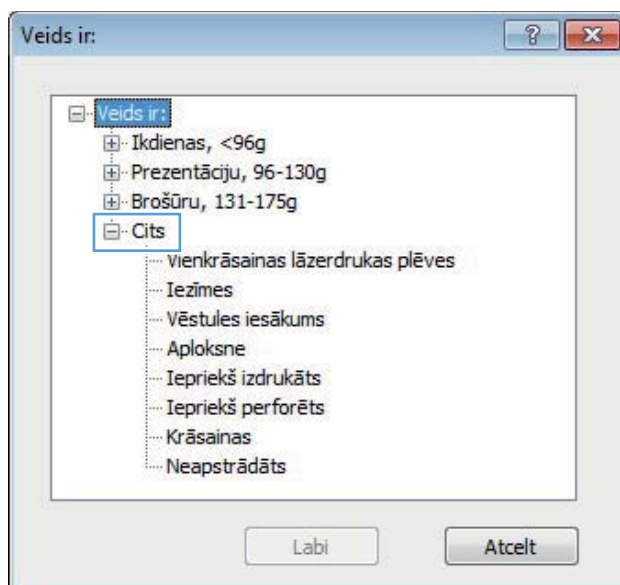 Veids ir:
Veids ir:
Ikdienas, <96g
Prezentāciju, 96-130g
Brošūru, 131-175g
Cits
Vienkrāsainas lāzerdrukas plēves
Iezīmes
Vēstules iesākums
Aploksne
Iepriekš izdrukāts
Iepriekš perforēts
Krāsainas
Neapstrādāts
Labi Atcelt